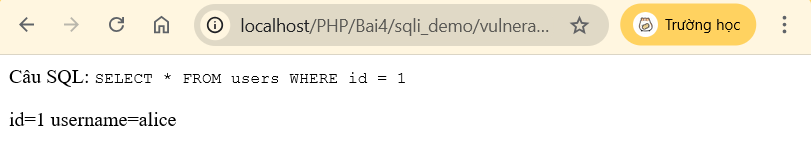 localhost/PHP/Bai4/sqli_demo/vulnera...
Trường học
Câu SQL: SELECT * FROM users WHERE id = 1
id=1 username=alice